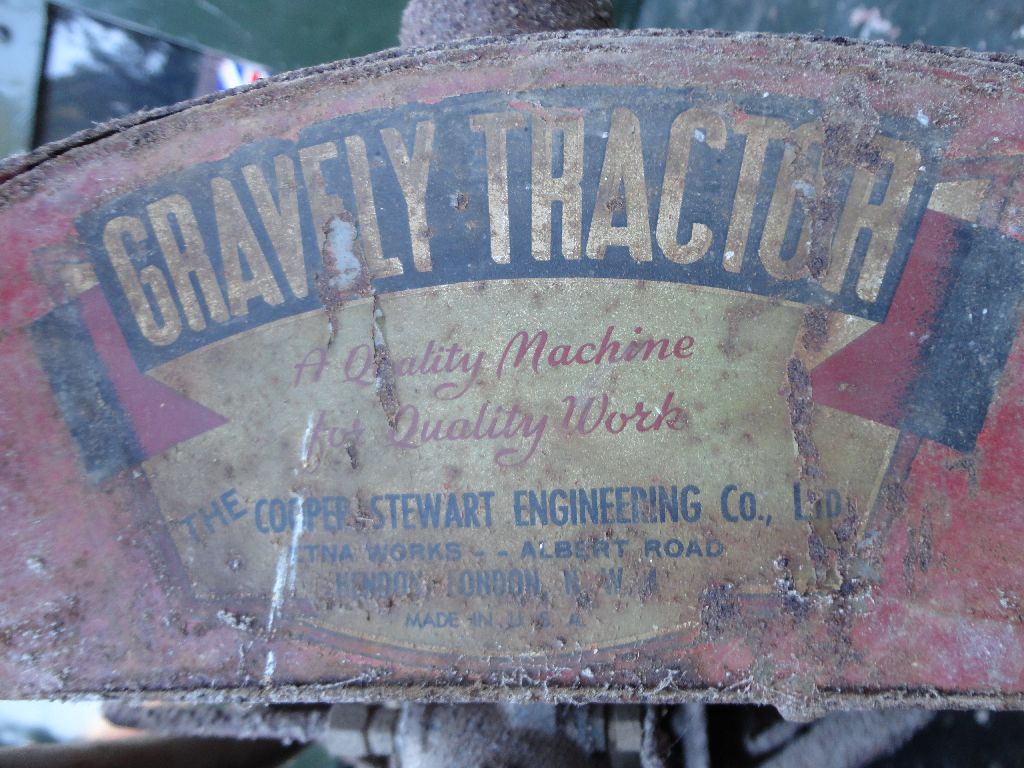 GRAVELY TRACTOR
A Quality Machine
for Quality Work
THE COOPER-STEWART ENGINEERING Co., LTD.
ETNA WORKS - - ALBERT ROAD
HENDON, LONDON, N. W. 4
MADE IN U. S. A.